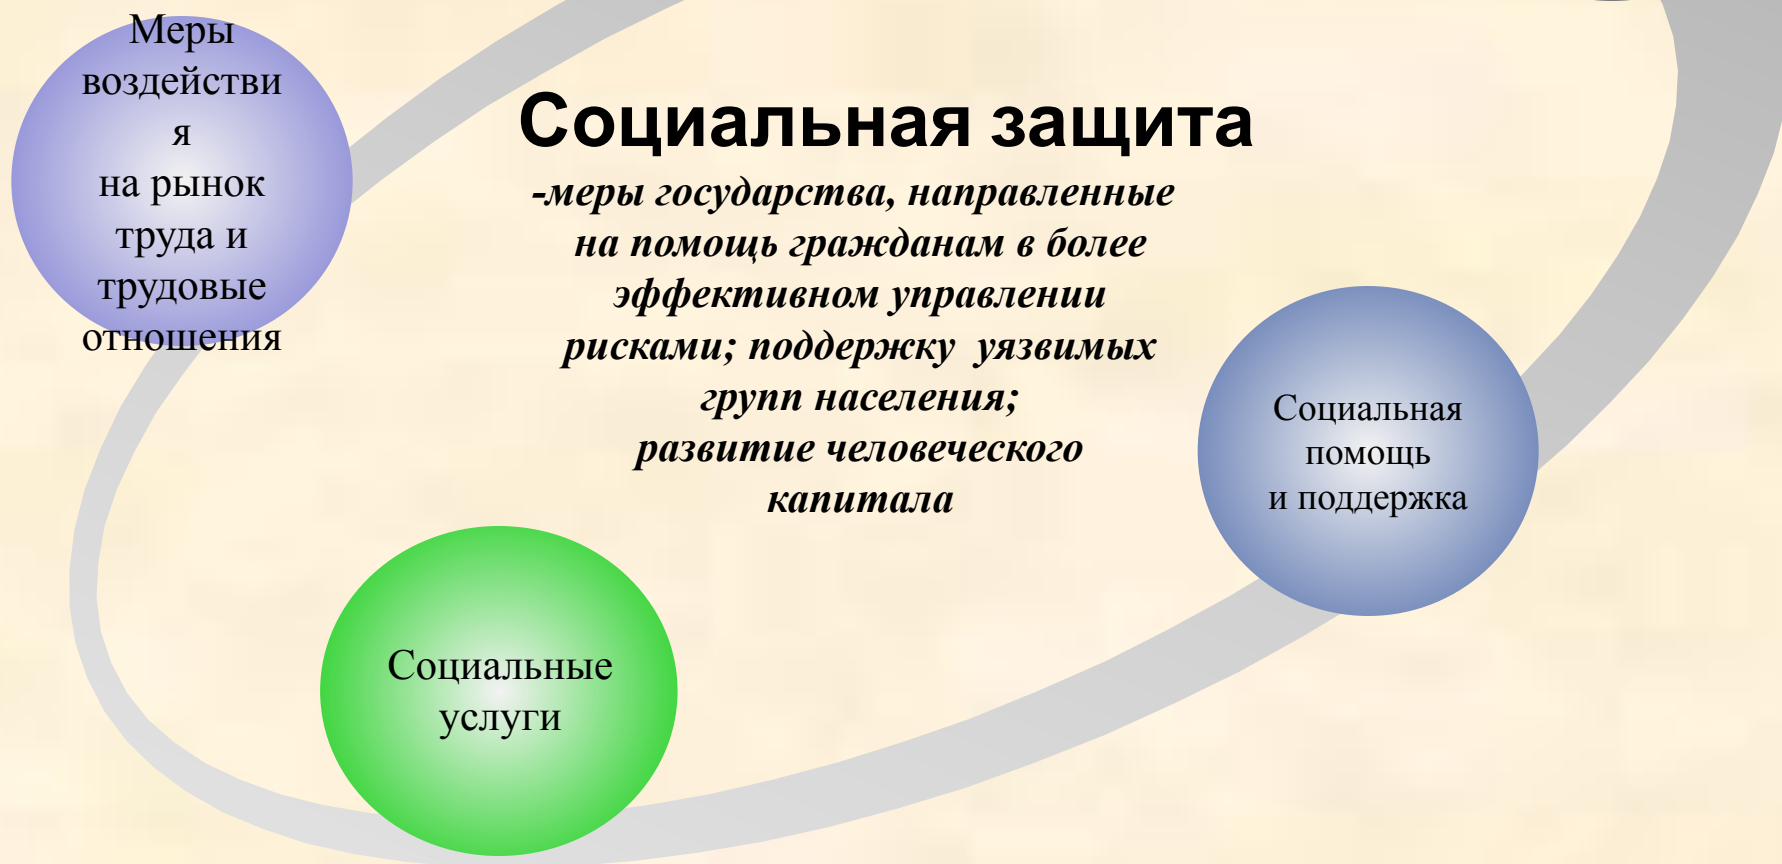 Меры
воздействи
я
на рынок
труда и
трудовые
отношения
Социальная защита
-меры государства, направленные
на помощь гражданам в более
эффективном управлении
рисками; поддержку  уязвимых
групп населения;
развитие человеческого
капитала
Социальная
помощь
и поддержка
Социальные
услуги